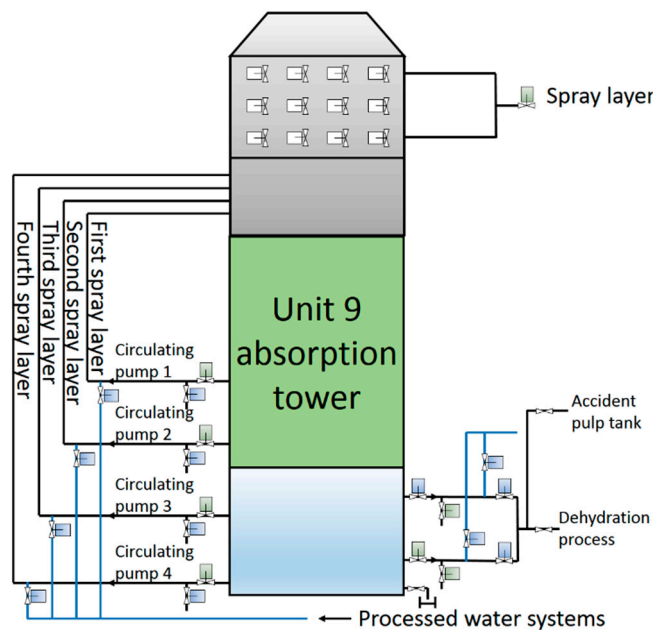 Spray layer
Fourth spray layer
Third spray layer
Second spray layer
First spray layer
Unit 9
absorption
tower
Circulating
pump 1
Circulating
pump 2
Circulating
pump 3
Circulating
pump 4
Accident
pulp tank
Dehydration
process
Processed water systems